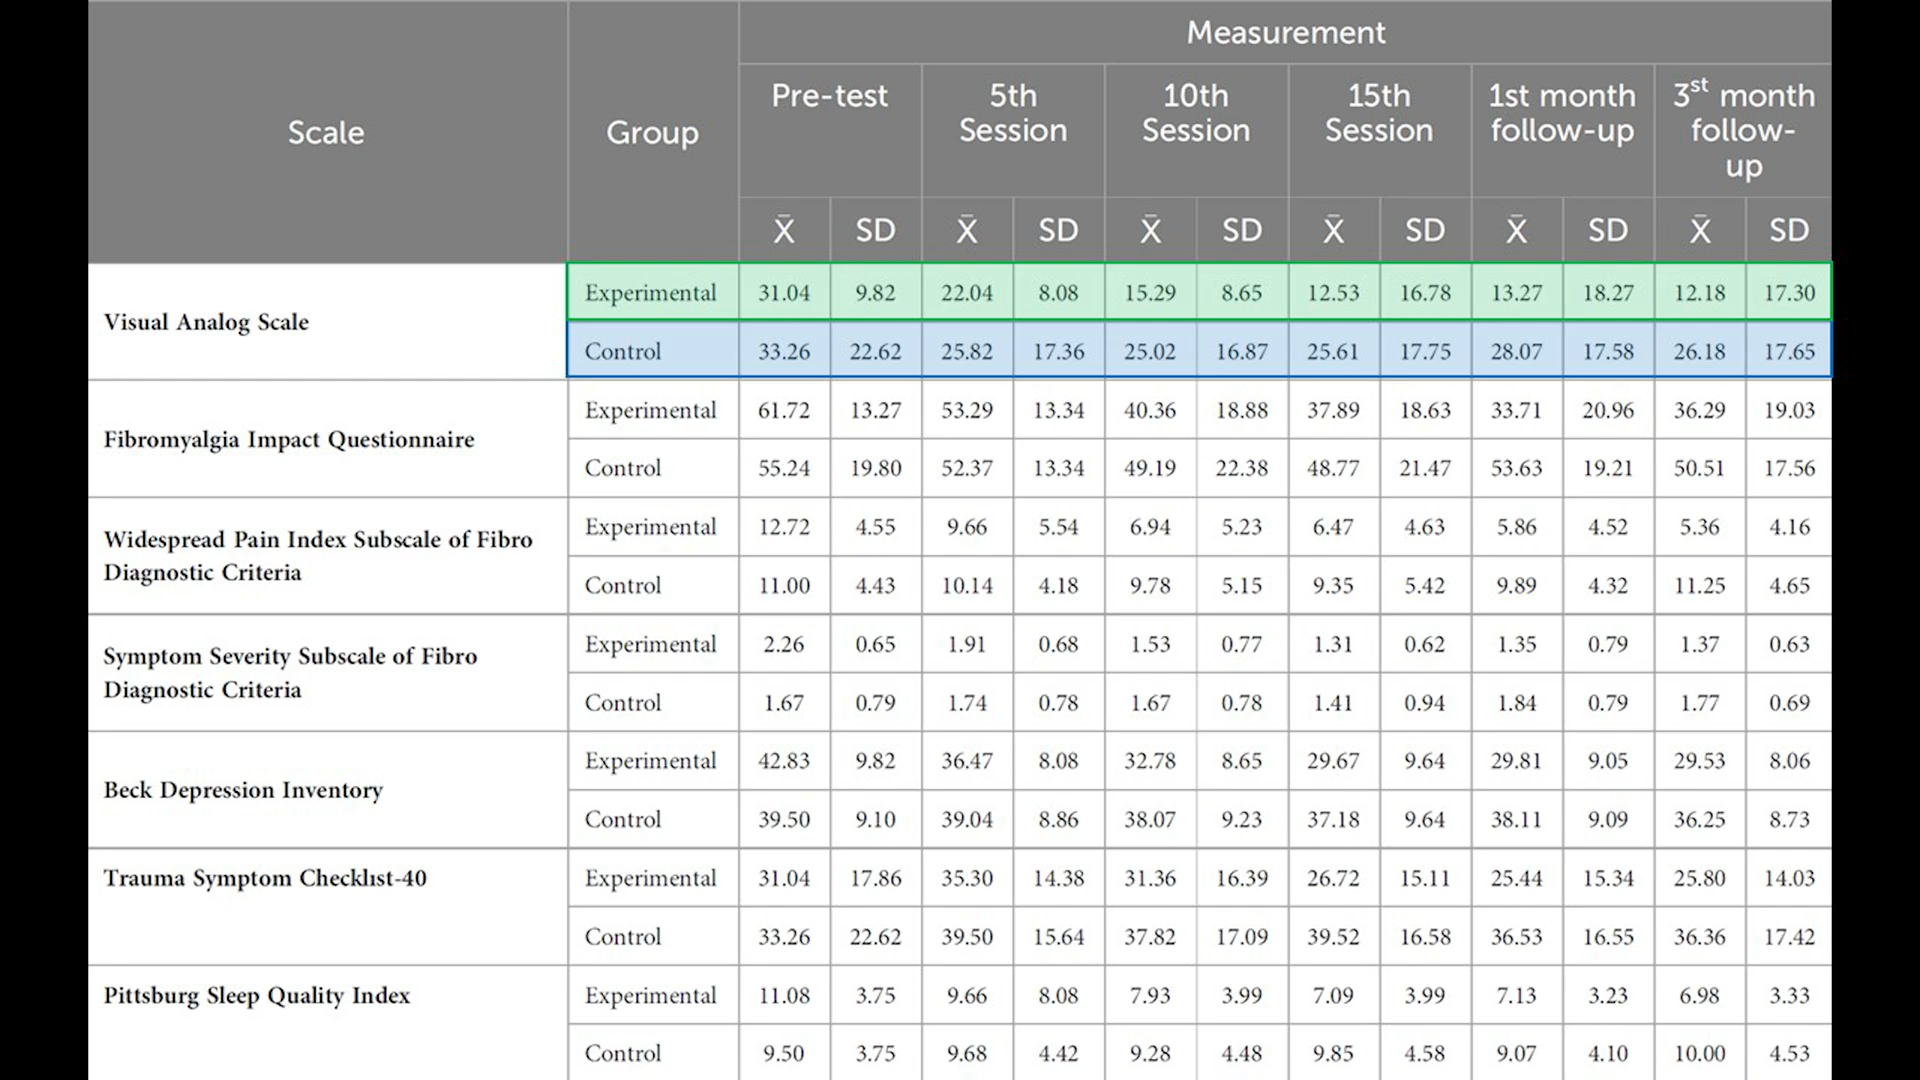 Measurement
Scale Group Pre-test 5th Session 10th Session 15th Session 1st month follow-up 3st month follow-up
X̄ SD X̄ SD X̄ SD X̄ SD X̄ SD X̄ SD
Visual Analog Scale
Experimental 31.04 9.82 22.04 8.08 15.29 8.65 12.53 16.78 13.27 18.27 12.18 17.30
Control 33.26 22.62 25.82 17.36 25.02 16.87 25.61 17.75 28.07 17.58 26.18 17.65
Fibromyalgia Impact Questionnaire
Experimental 61.72 13.27 53.29 13.34 40.36 18.88 37.89 18.63 33.71 20.96 36.29 19.03
Control 55.24 19.80 52.37 13.34 49.19 22.38 48.77 21.47 53.63 19.21 50.51 17.56
Widespread Pain Index Subscale of Fibro
Diagnostic Criteria
Experimental 12.72 4.55 9.66 5.54 6.94 5.23 6.47 4.63 5.86 4.52 5.36 4.16
Control 11.00 4.43 10.14 4.18 9.78 5.15 9.35 5.42 9.89 4.32 11.25 4.65
Symptom Severity Subscale of Fibro
Diagnostic Criteria
Experimental 2.26 0.65 1.91 0.68 1.53 0.77 1.31 0.62 1.35 0.79 1.37 0.63
Control 1.67 0.79 1.74 0.78 1.67 0.78 1.41 0.94 1.84 0.79 1.77 0.69
Beck Depression Inventory
Experimental 42.83 9.82 36.47 8.08 32.78 8.65 29.67 9.64 29.81 9.05 29.53 8.06
Control 39.50 9.10 39.04 8.86 38.07 9.23 37.18 9.64 38.11 9.09 36.25 8.73
Trauma Symptom Checklıst-40
Experimental 31.04 17.86 35.30 14.38 31.36 16.39 26.72 15.11 25.44 15.34 25.80 14.03
Control 33.26 22.62 39.50 15.64 37.82 17.09 39.52 16.58 36.53 16.55 36.36 17.42
Pittsburg Sleep Quality Index
Experimental 11.08 3.75 9.66 8.08 7.93 3.99 7.09 3.99 7.13 3.23 6.98 3.33
Control 9.50 3.75 9.68 4.42 9.28 4.48 9.85 4.58 9.07 4.10 10.00 4.53